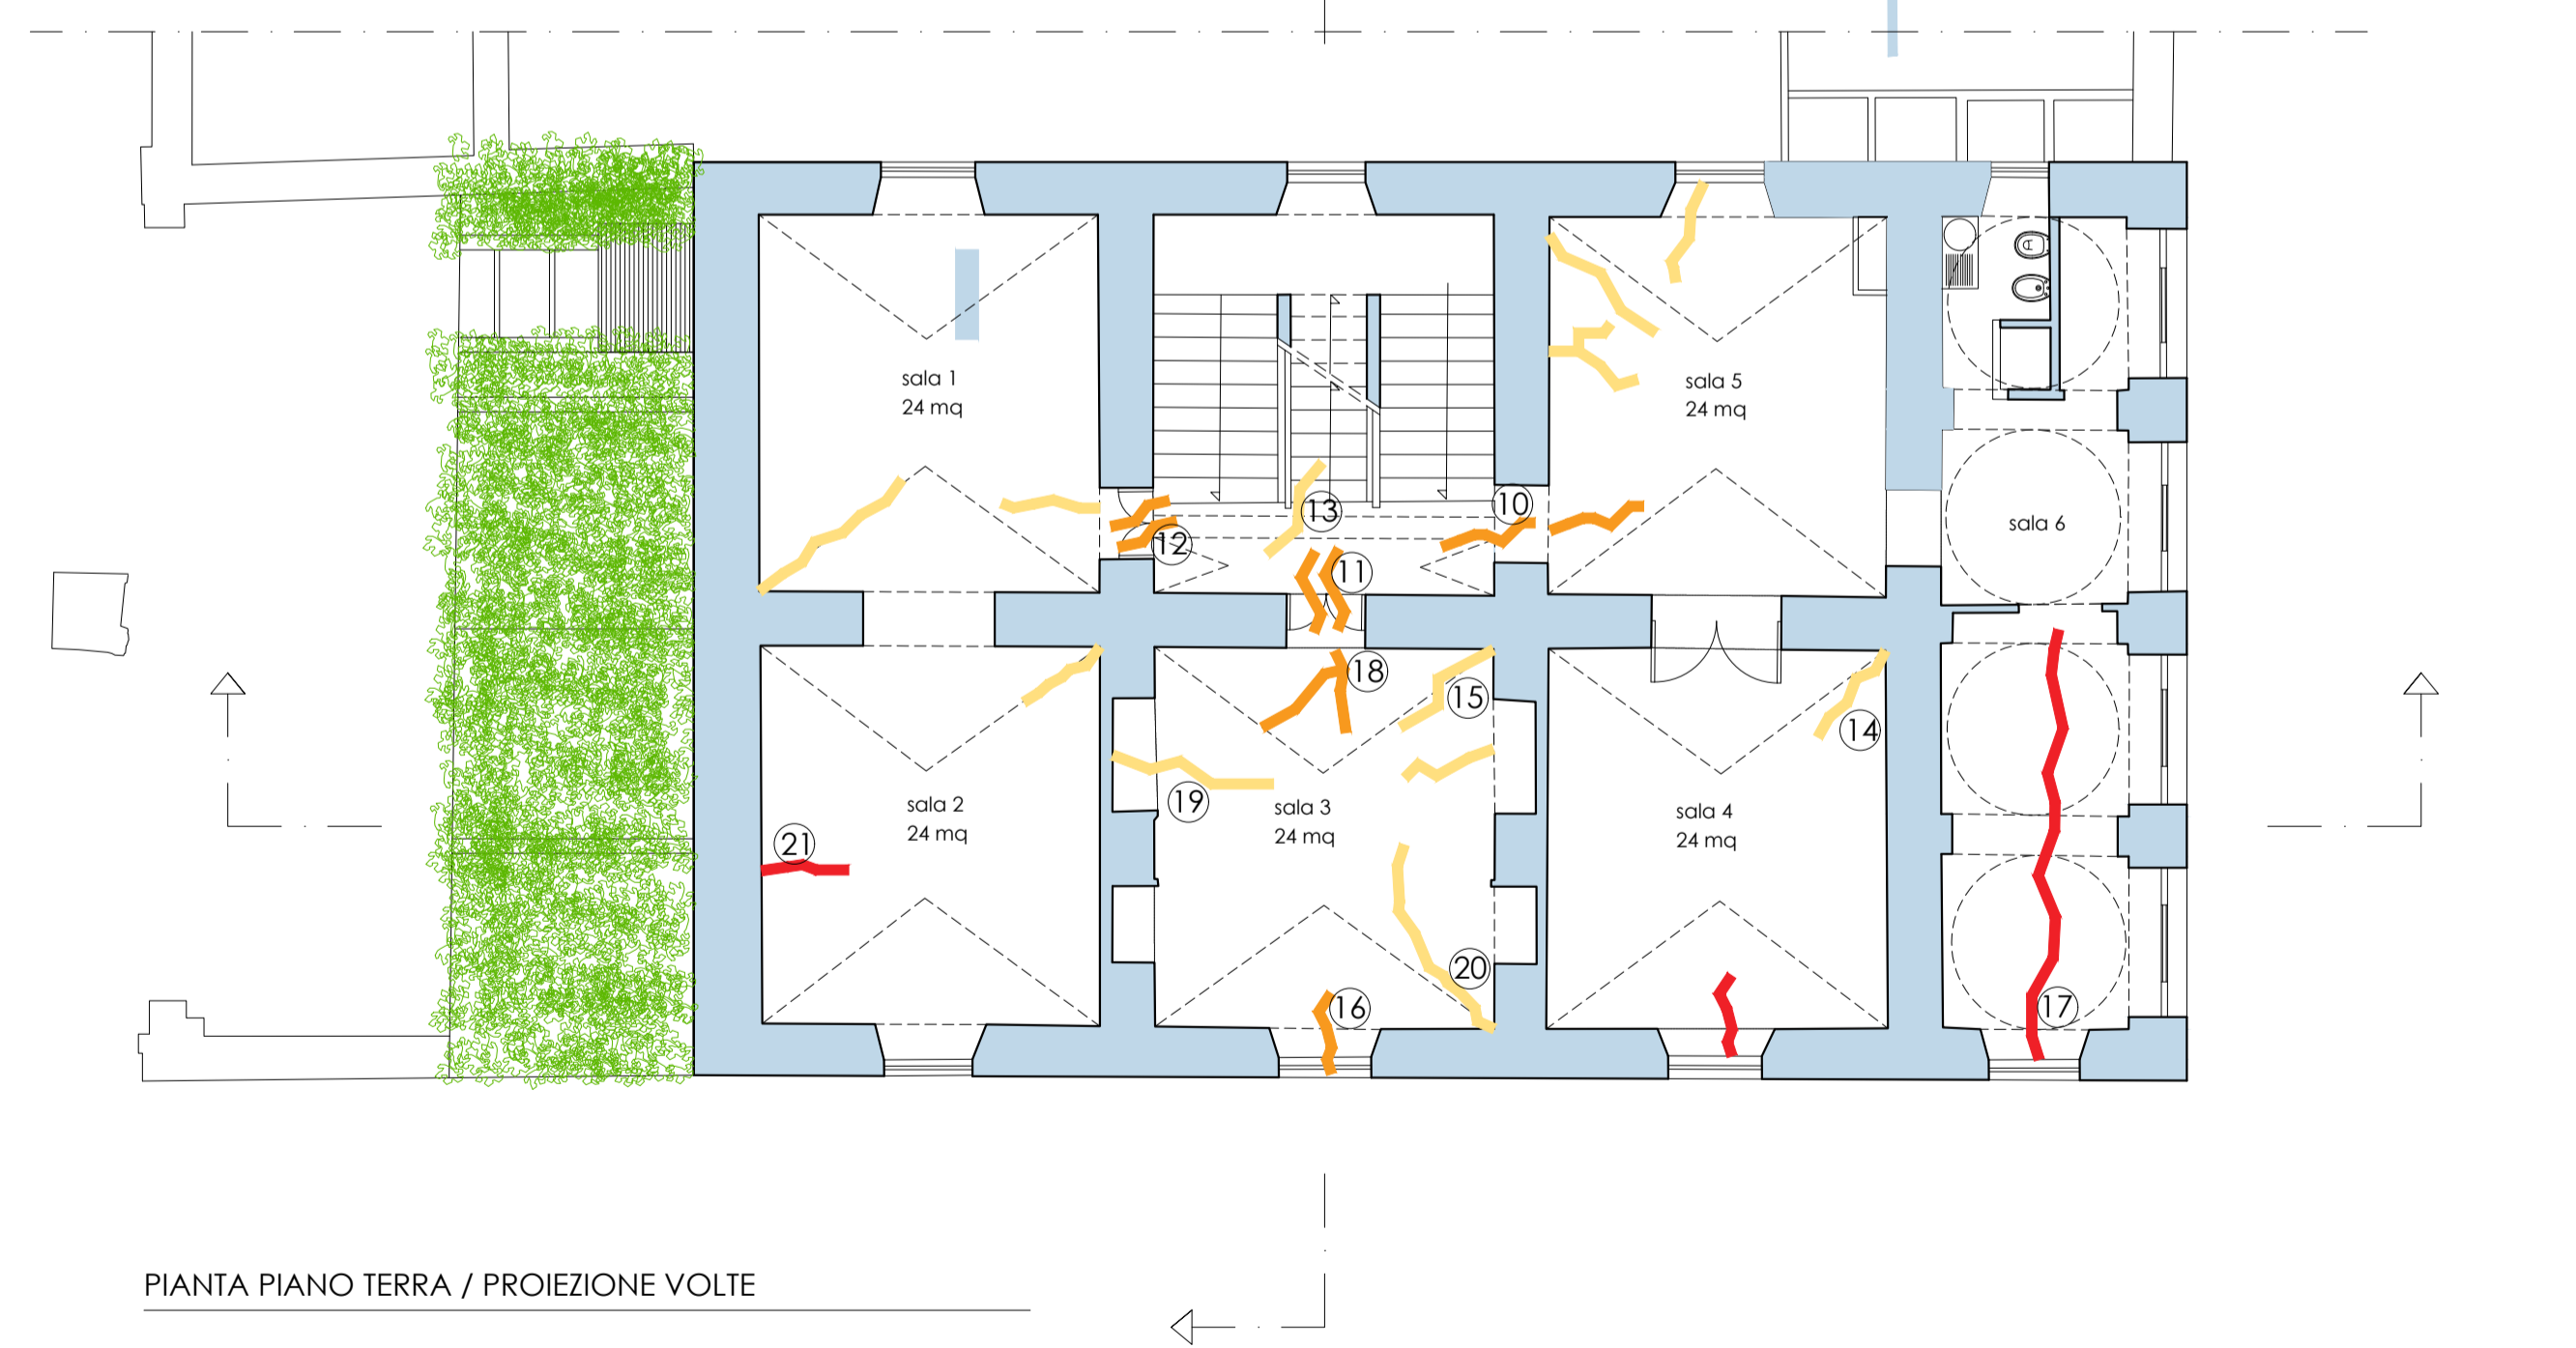 sala 1
24 mq
sala 5
24 mq
10
13
12
11
sala 6
18
15
14
19
sala 2
24 mq
sala 3
24 mq
sala 4
24 mq
21
20
16
17
PIANTA PIANO TERRA / PROIEZIONE VOLTE